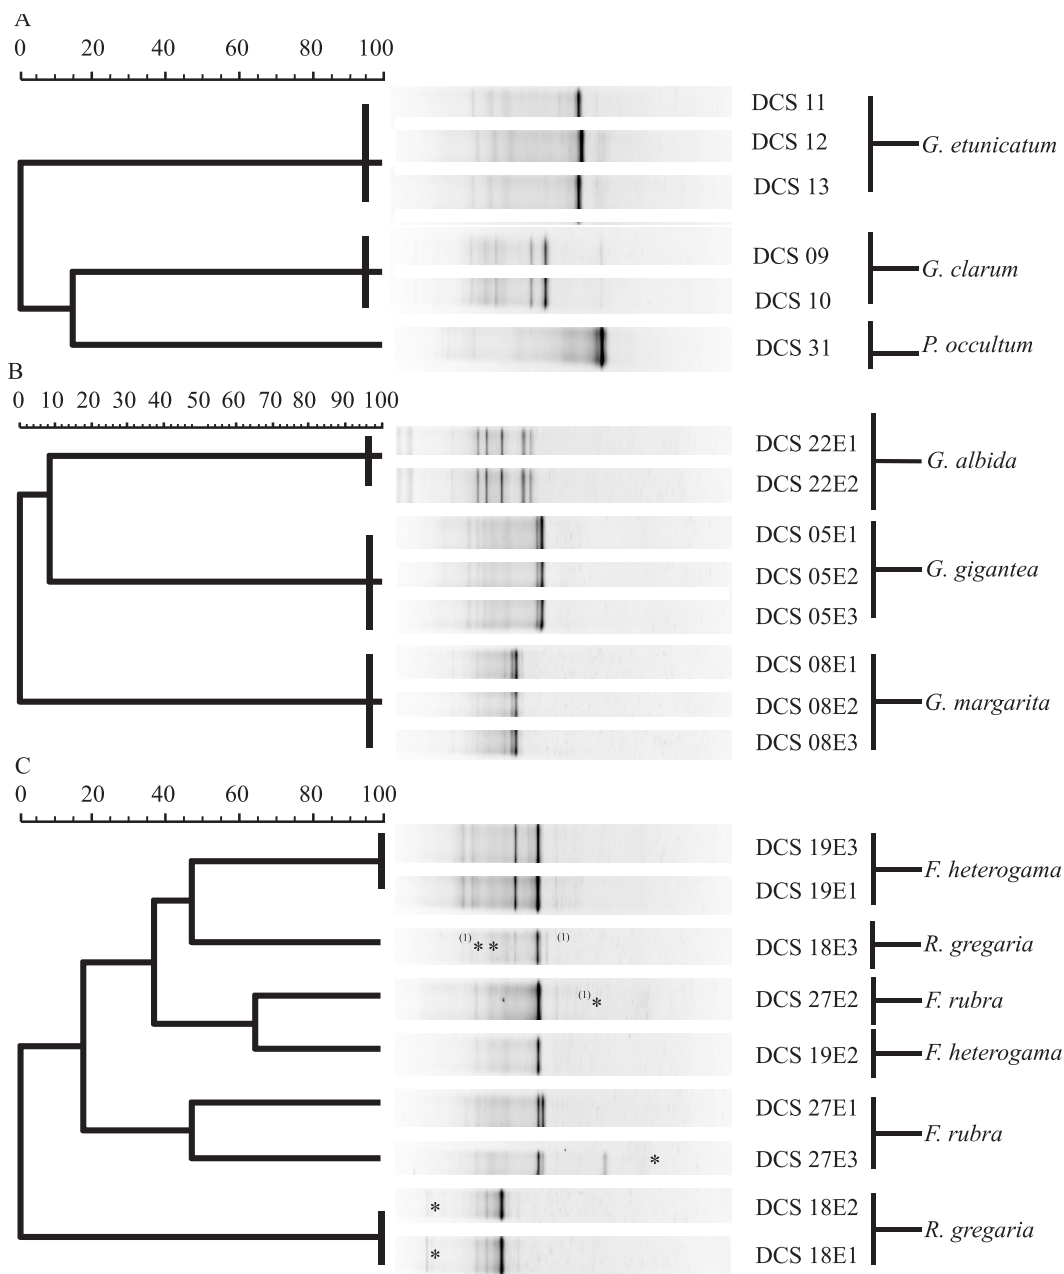 A
0 20 40 60 80 100
DCS 11
DCS 12
G. etunicatum
DCS 13
DCS 09
G. clarum
DCS 10
DCS 31
P. occultum
B
0 10 20 30 40 50 60 70 80 90 100
DCS 22E1
G. albida
DCS 22E2
DCS 05E1
DCS 05E2
G. gigantea
DCS 05E3
DCS 08E1
DCS 08E2
G. margarita
DCS 08E3
C
0 20 40 60 80 100
DCS 19E3
F. heterogama
DCS 19E1
(1) * * (1)
DCS 18E3
R. gregaria
(1) *
DCS 27E2
F. rubra
DCS 19E2
F. heterogama
DCS 27E1
F. rubra
* DCS 27E3
* DCS 18E2
R. gregaria
* DCS 18E1